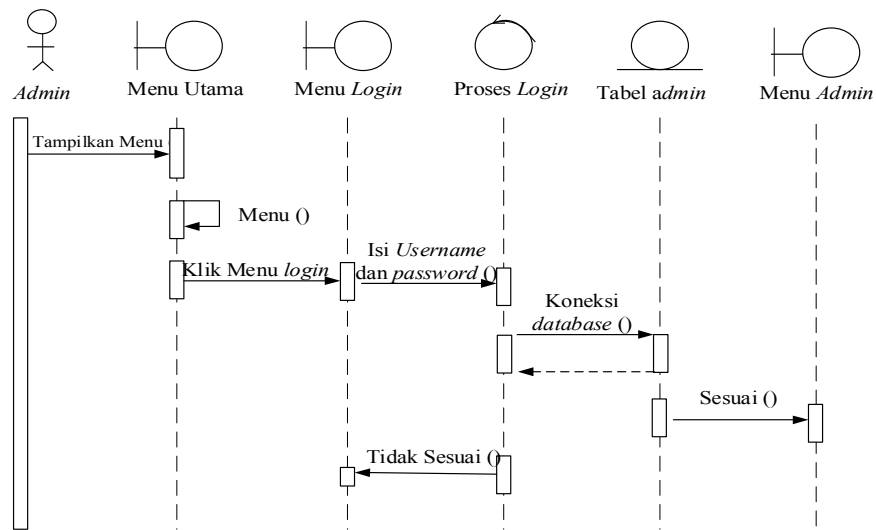 Admin
Menu Utama
Menu Login
Proses Login
Tabel admin
Menu Admin
Tampilkan Menu (
Menu ()
Klik Menu login
Isi Username
dan password ()
Koneksi
database ()
Sesuai ()
Tidak Sesuai ()